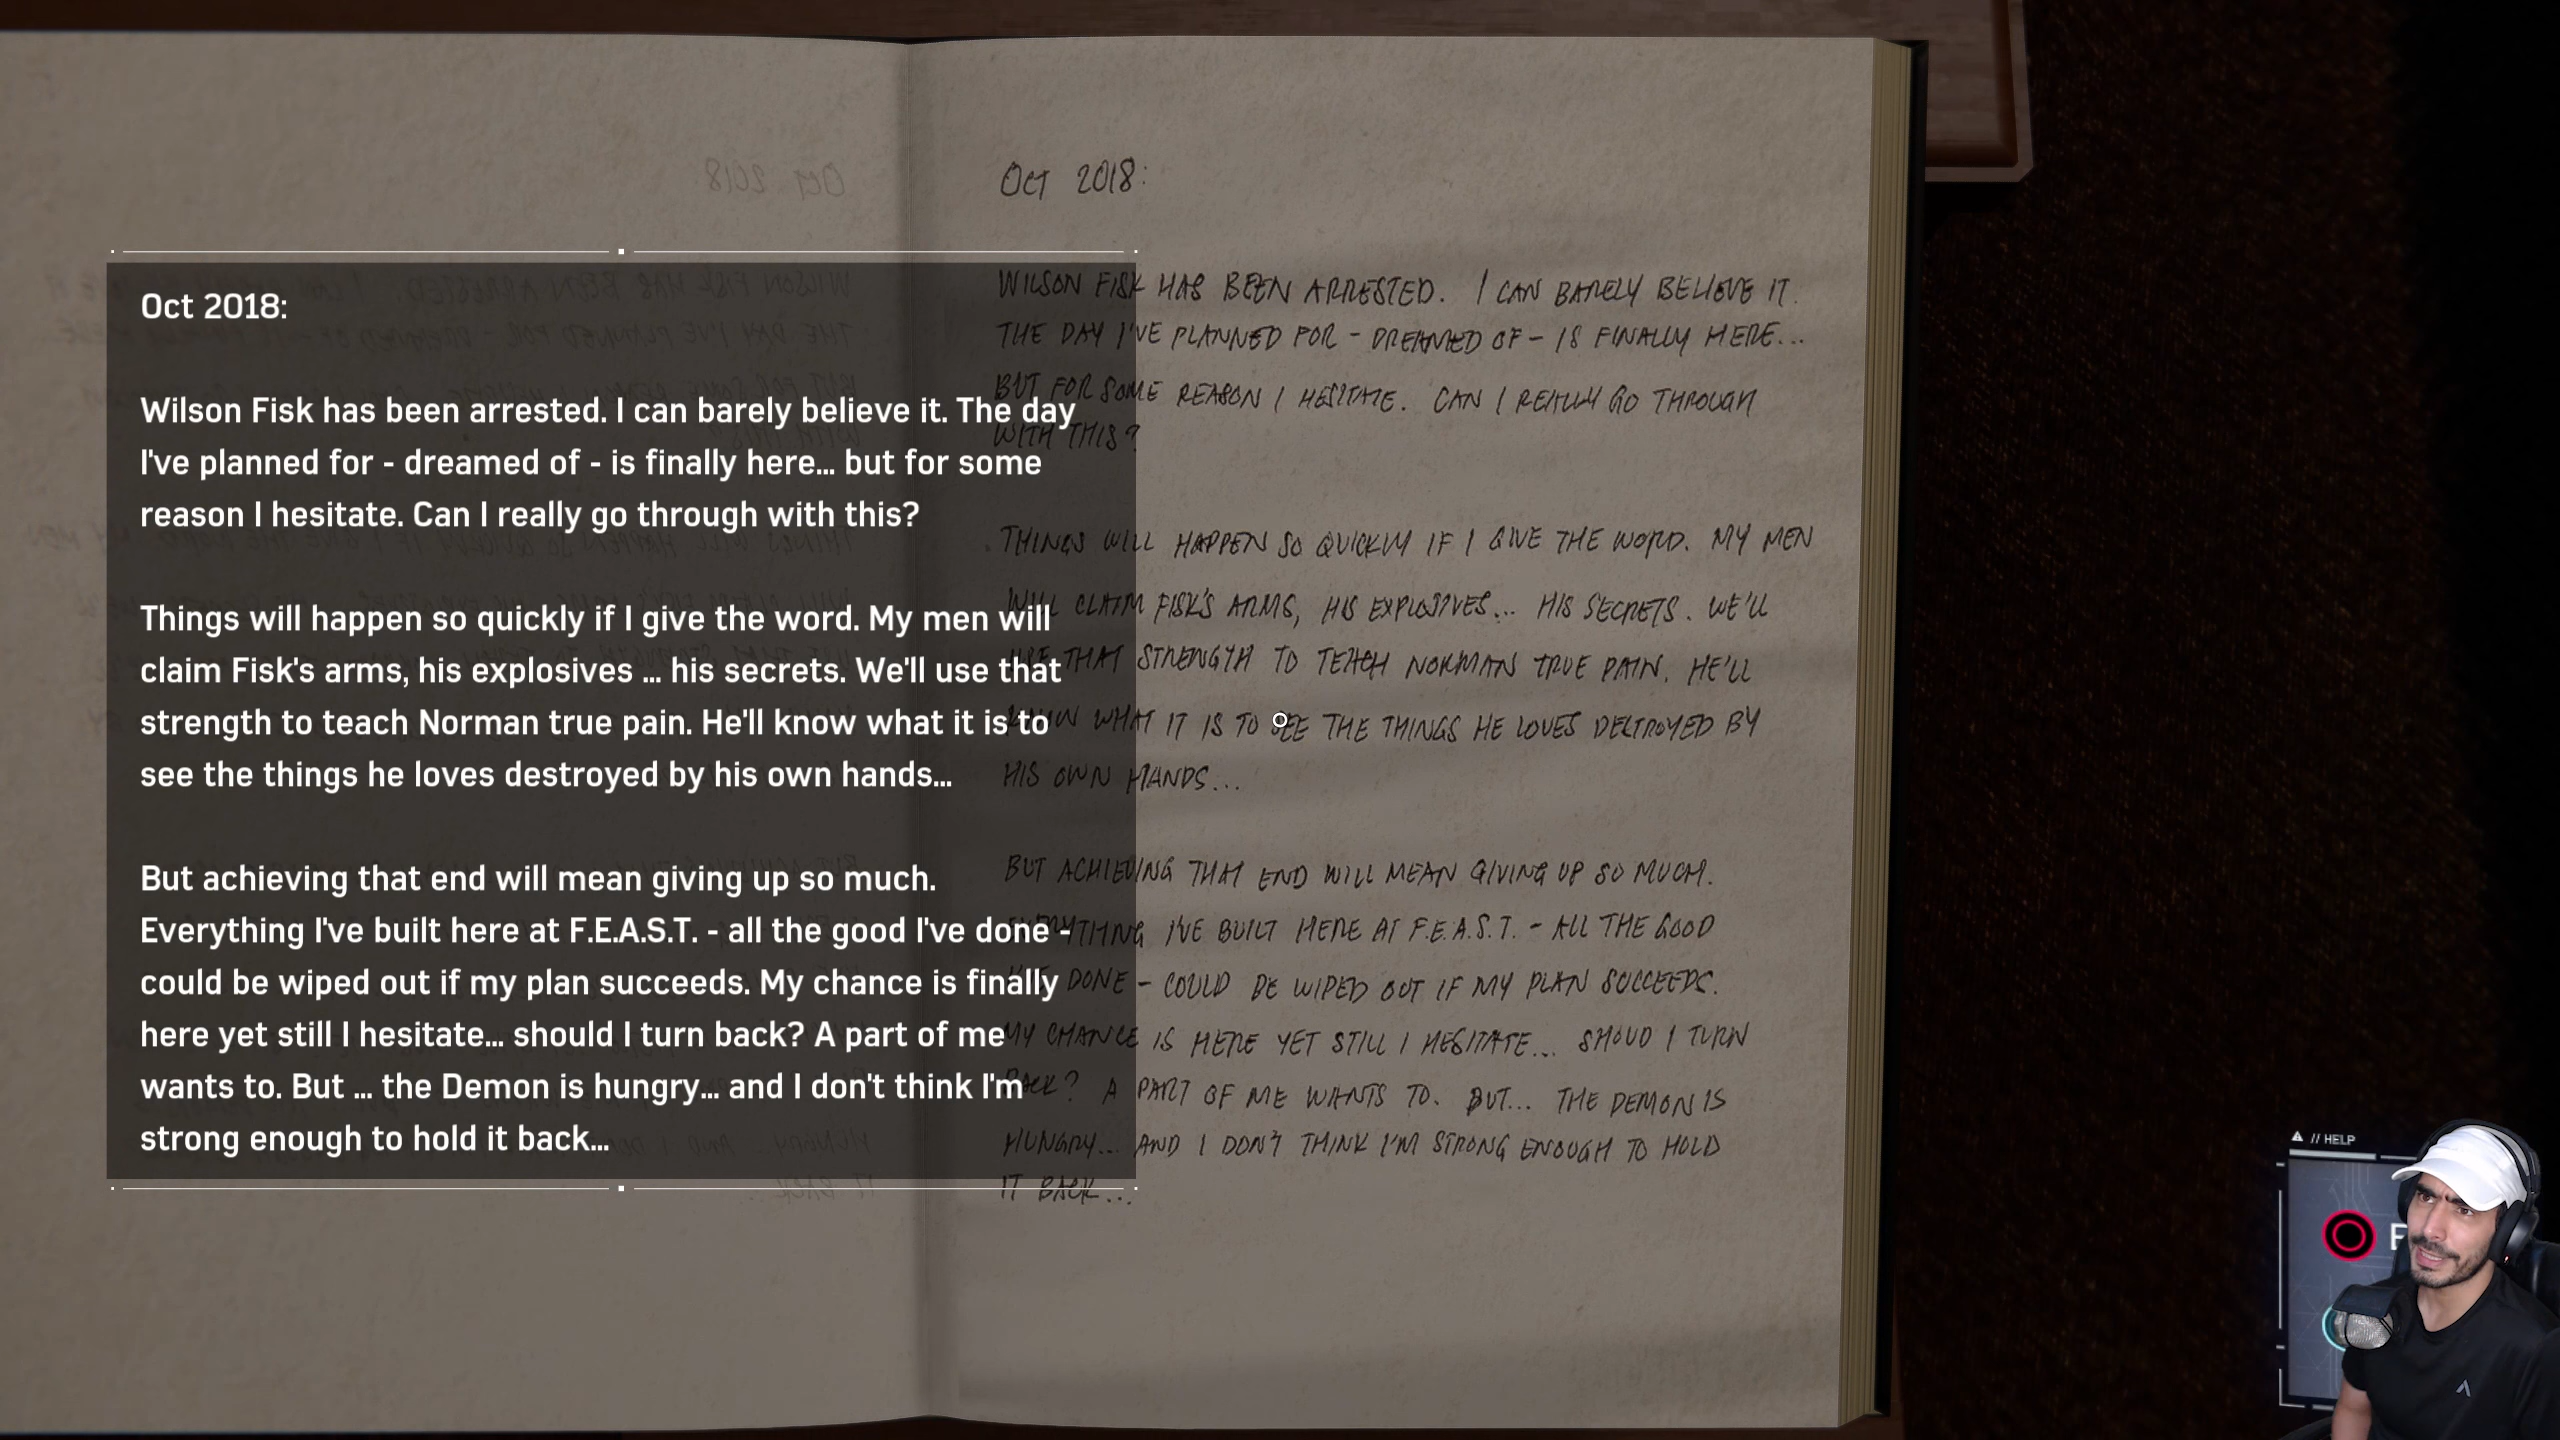 Oct 2018:
Wilson Fisk has been arrested. I can barely believe it. The day
I've planned for - dreamed of - is finally here... but for some
reason I hesitate. Can I really go through with this?
Things will happen so quickly if I give the word. My men will
claim Fisk's arms, his explosives ... his secrets. We'll use that
strength to teach Norman true pain. He'll know what it is to
see the things he loves destroyed by his own hands...
But achieving that end will mean giving up so much.
Everything I've built here at F.E.A.S.T. - all the good I've done -
could be wiped out if my plan succeeds. My chance is finally
here yet still I hesitate... should I turn back? A part of me
wants to. But ... the Demon is hungry... and I don't think I'm
strong enough to hold it back...
OCT 2018:
WILSON FISK HAS BEEN ARRESTED. I CAN BARELY BELIEVE IT.
THE DAY I'VE PLANNED FOR - DREAMED OF - IS FINALLY HERE...
BUT FOR SOME REASON I HESITATE. CAN I REALLY GO THROUGH
WITH THIS?
THINGS WILL HAPPEN SO QUICKLY IF I GIVE THE WORD. MY MEN
WILL CLAIM FISK'S ARMS, HIS EXPLOSIVES... HIS SECRETS. WE'LL
USE THAT STRENGTH TO TEACH NORMAN TRUE PAIN. HE'LL
KNOW WHAT IT IS TO SEE THE THINGS HE LOVES DESTROYED BY
HIS OWN HANDS...
BUT ACHIEVING THAT END WILL MEAN GIVING UP SO MUCH.
EVERYTHING I'VE BUILT HERE AT F.E.A.S.T. - ALL THE GOOD
I'VE DONE - COULD BE WIPED OUT IF MY PLAN SUCCEEDS.
MY CHANCE IS HERE YET STILL I HESITATE... SHOUD I TURN
BACK? A PART OF ME WANTS TO. BUT... THE DEMON IS
HUNGRY... AND I DON'T THINK I'M STRONG ENOUGH TO HOLD
IT BACK...
// HELP